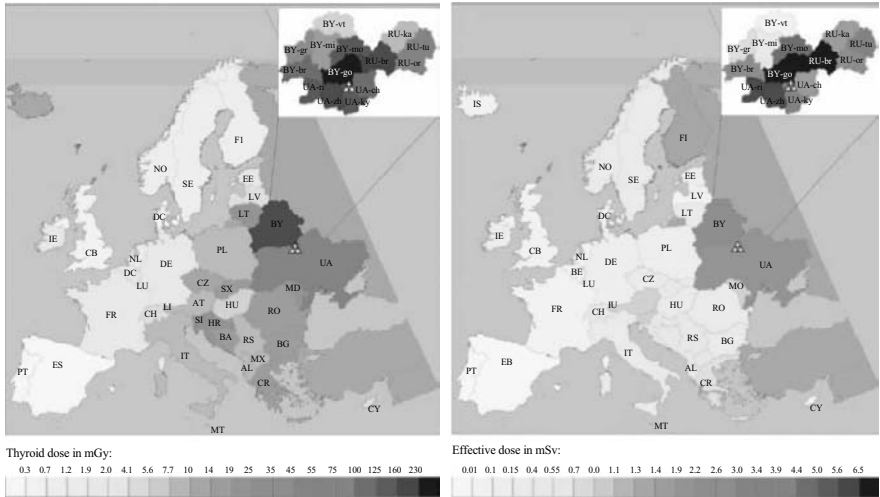 BY-vt
RU-ka
RU-tu
BY-gr
BY-mi
BY-mo
RU-br
RU-or
BY-br
BY-go
UA-ri
UA-ch
UA-zh
UA-ky
FI
NO
SE
EE
LV
LT
DC
BY
IE
CB
NL
DC
DE
PL
LU
UA
CZ
SX
MD
FR
CH
LI
AT
HU
RO
SI
HR
BA
RS
BG
IT
MX
AL
CR
PT
ES
CY
MT
Thyroid dose in mGy:
0.3 0.7 1.2 1.9 2.0 4.1 5.6 7.7 10 14 19 25 35 45 55 75 100 125 160 230
BY-vt
RU-ka
RU-tu
BY-gr
BY-mi
BY-mo
RU-br
RU-or
BY-br
BY-go
UA-ri
UA-ch
UA-zh
UA-ky
IS
FI
NO
SE
EE
LV
LT
DC
BY
IE
CB
NL
BE
DE
PL
LU
UA
CZ
MO
FR
CH
IU
HU
RO
RS
BG
IT
AL
CR
PT
EB
CY
MT
Effective dose in mSv:
0.01 0.1 0.15 0.4 0.55 0.7 0.0 1.1 1.3 1.4 1.9 2.5 2.6 3.0 3.4 4.9 4.4 5.0 5.6 6.5